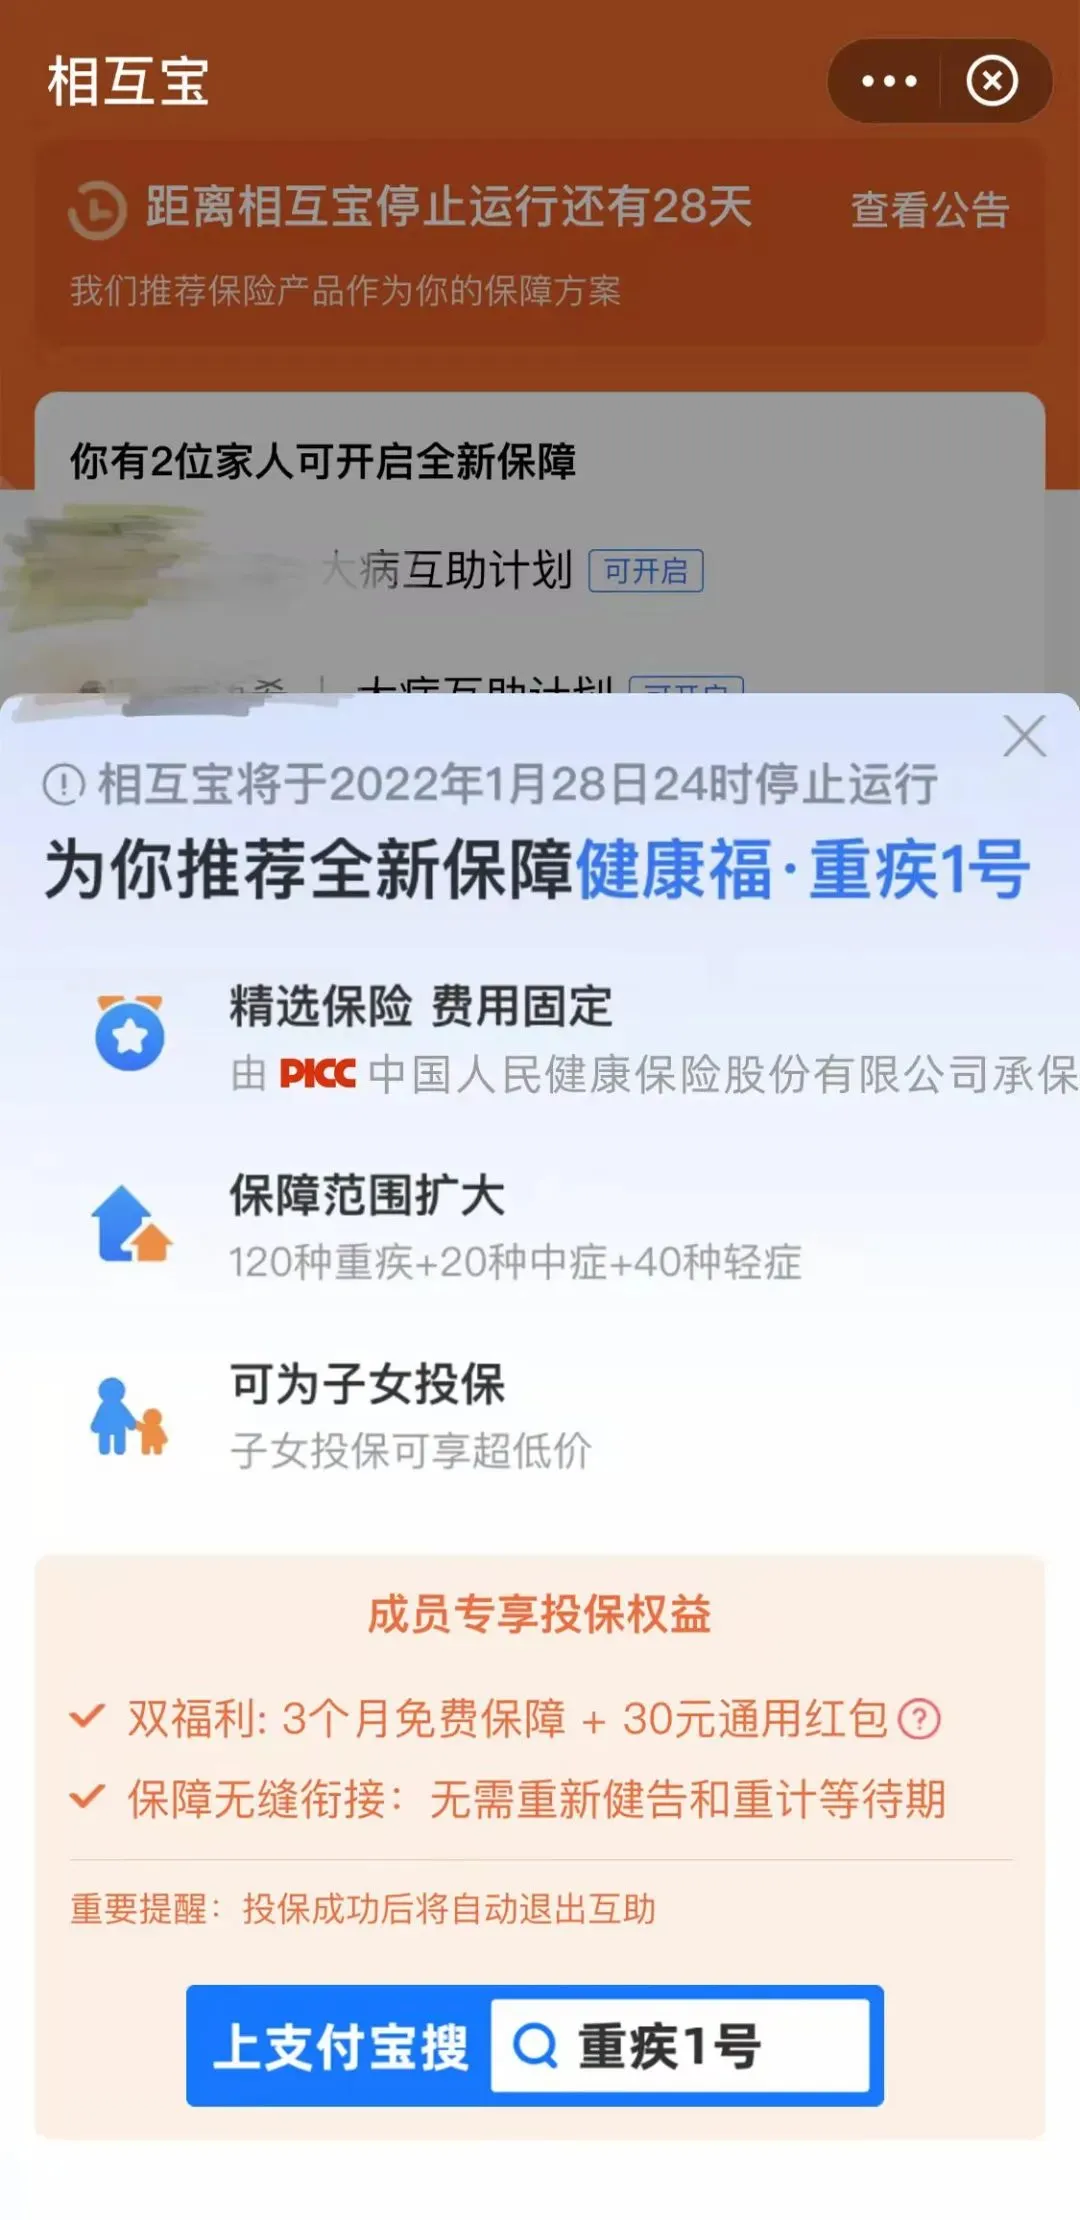 相互宝
距离相互宝停止运行还有28天
查看公告
我们推荐保险产品作为你的保障方案
你有2位家人可开启全新保障
大病互助计划 可开启
大病互助计划 可开启
相互宝将于2022年1月28日24时停止运行
为你推荐全新保障健康福·重疾1号
精选保险 费用固定
由 PICC 中国人民健康保险股份有限公司承保
保障范围扩大
120种重疾+20种中症+40种轻症
可为子女投保
子女投保可享超低价
成员专享投保权益
双福利: 3个月免费保障 + 30元通用红包
保障无缝衔接：无需重新健告和重计等待期
重要提醒：投保成功后将自动退出互助
上支付宝搜 重疾1号